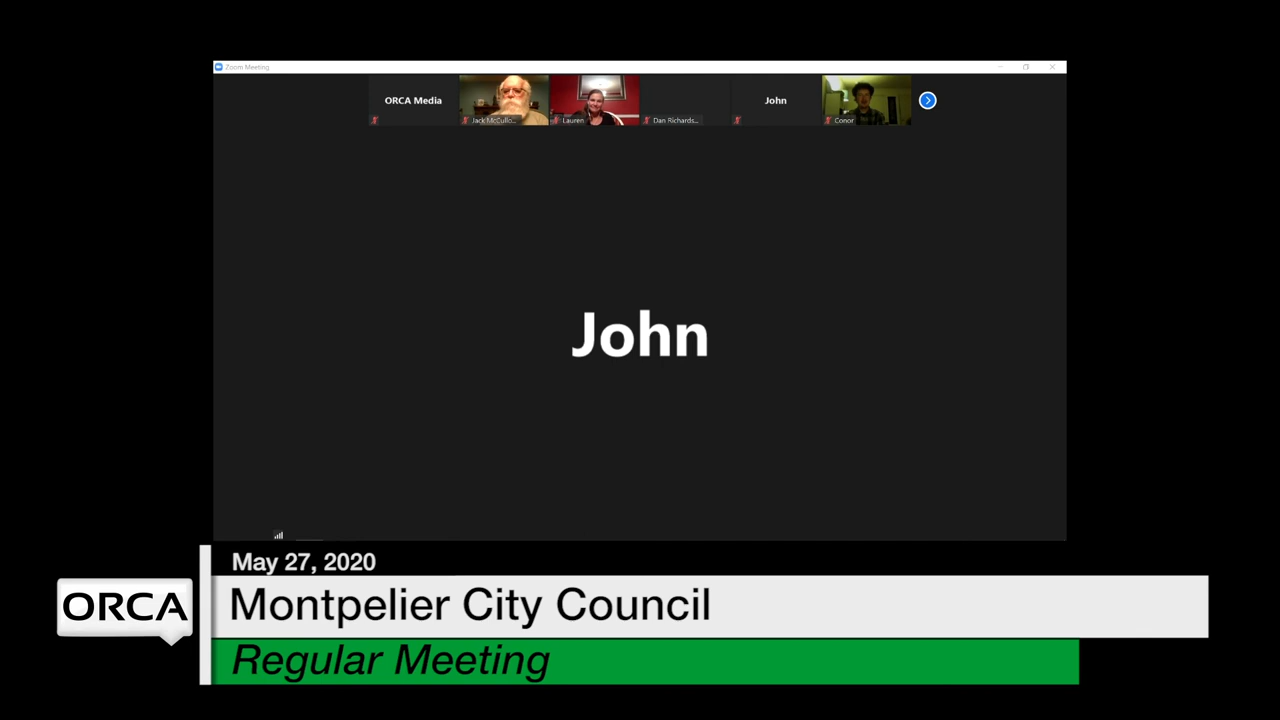 Zoom Meeting
ORCA Media
John
Jack McCullo...
Lauren
Dan Richards...
Conor
John
May 27, 2020
ORCA
Montpelier City Council
Regular Meeting